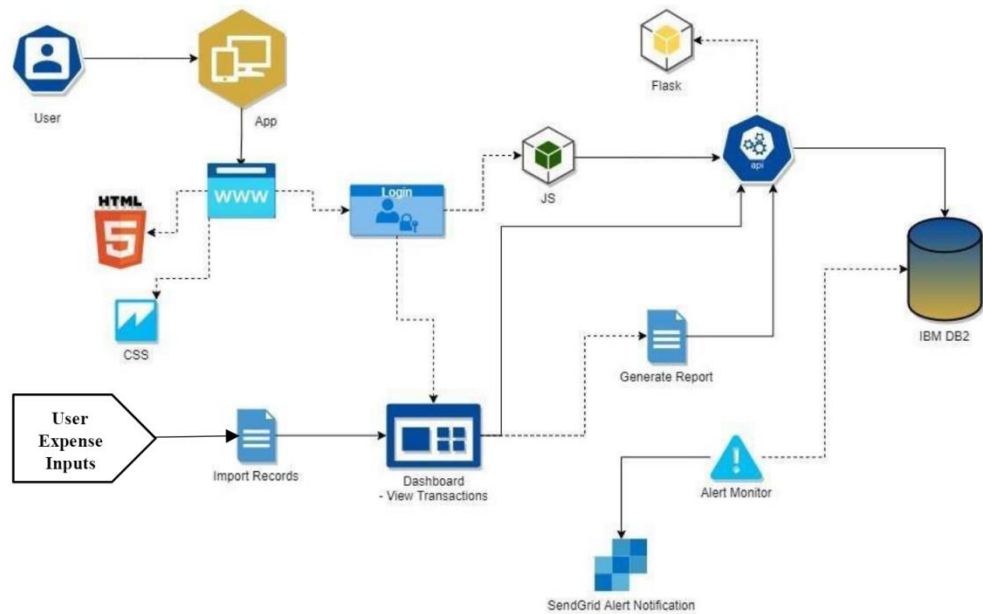 User
App
Flask
api
HTML
5
WWW
Login
JS
CSS
IBM DB2
Generate Report
User
Expense
Inputs
Import Records
Dashboard
- View Transactions
Alert Monitor
SendGrid Alert Notification